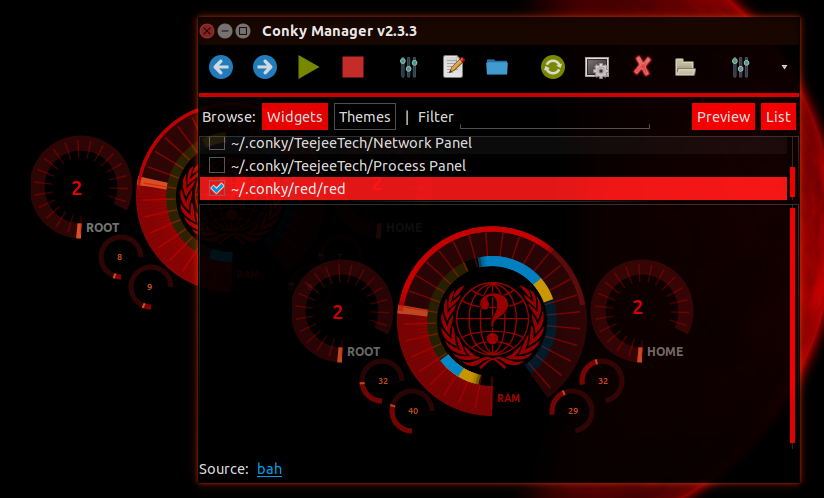 Conky Manager v2.3.3
Browse: Widgets Themes | Filter Preview List
~/.conky/TeejeeTech/Network Panel
~/.conky/TeejeeTech/Process Panel
~/.conky/red/red
2
2
ROOT
HOME
8
RAM
9
2
2
ROOT
HOME
32
32
40
RAM
29
Source: bah